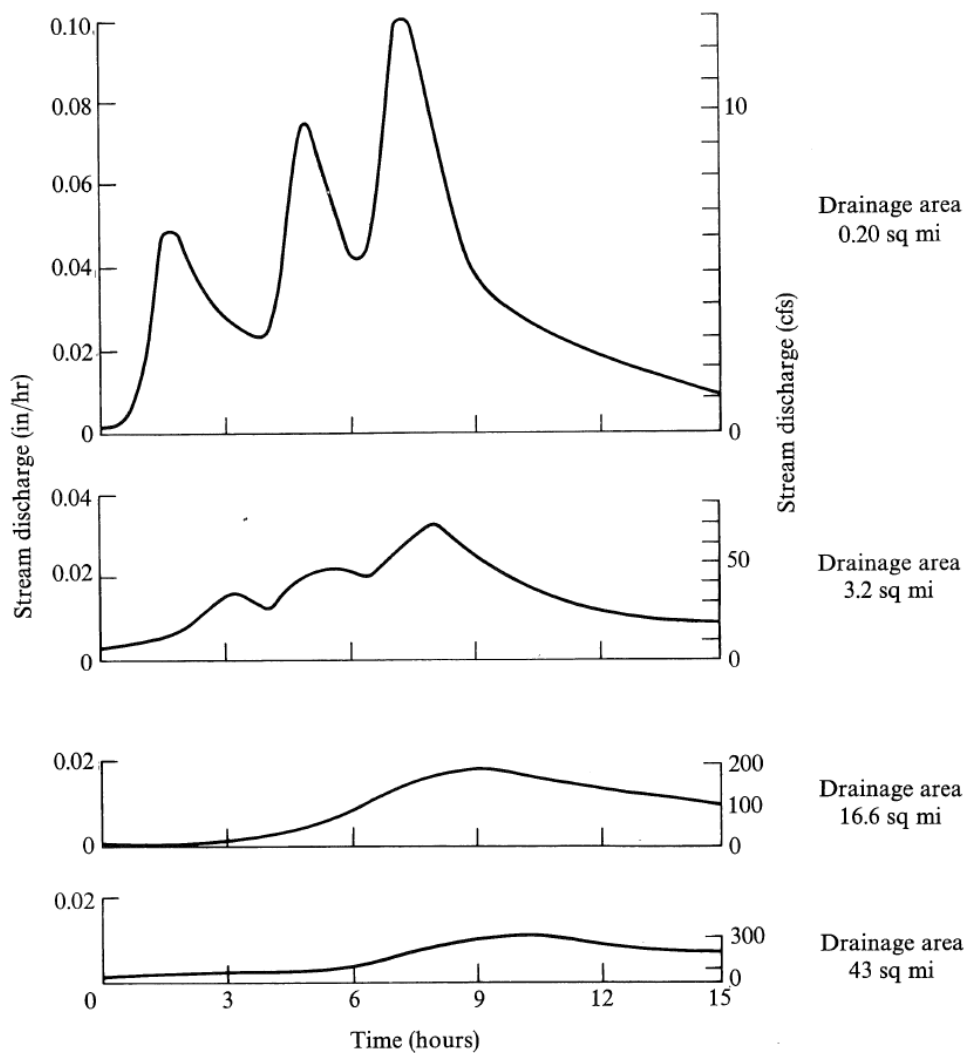 0.10
0.08
0.06
0.04
0.02
0
10
0
Drainage area
0.20 sq mi
Stream discharge (in/hr)
Stream discharge (cfs)
0.04
0.02
0
50
0
Drainage area
3.2 sq mi
0.02
0
200
100
0
Drainage area
16.6 sq mi
0.02
300
0
Drainage area
43 sq mi
0 3 6 9 12 15
Time (hours)